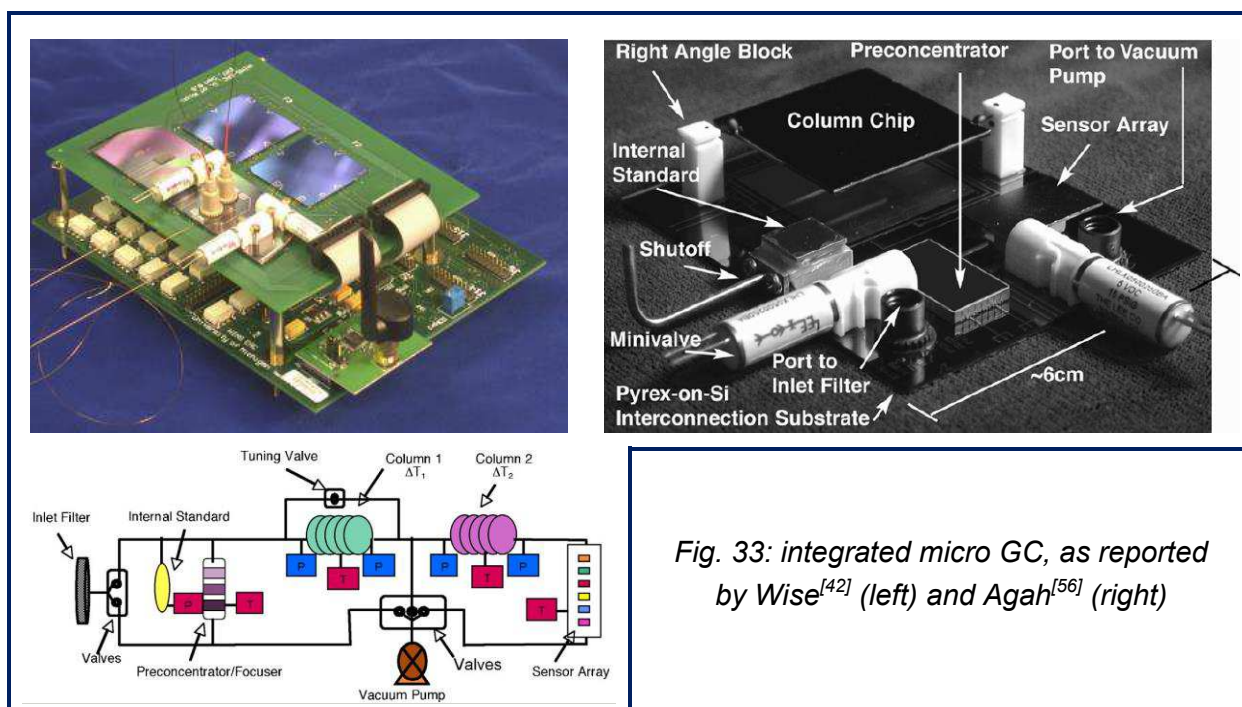 Right Angle Block
Preconcentrator
Port to Vacuum
Pump
Column Chip
Sensor Array
Internal
Standard
Shutoff
Minivalve
Port to
Inlet Filter
Pyrex-on-Si
Interconnection Substrate
~6cm
Tuning Valve
Column 1
ΔT₁
Column 2
ΔT₂
Inlet Filter
Internal Standard
P
P
P
P
T
T
P
T
T
Valves
Preconcentrator/Focuser
Valves
Vacuum Pump
Sensor Array
Fig. 33: integrated micro GC, as reported
by Wise[42] (left) and Agah[56] (right)